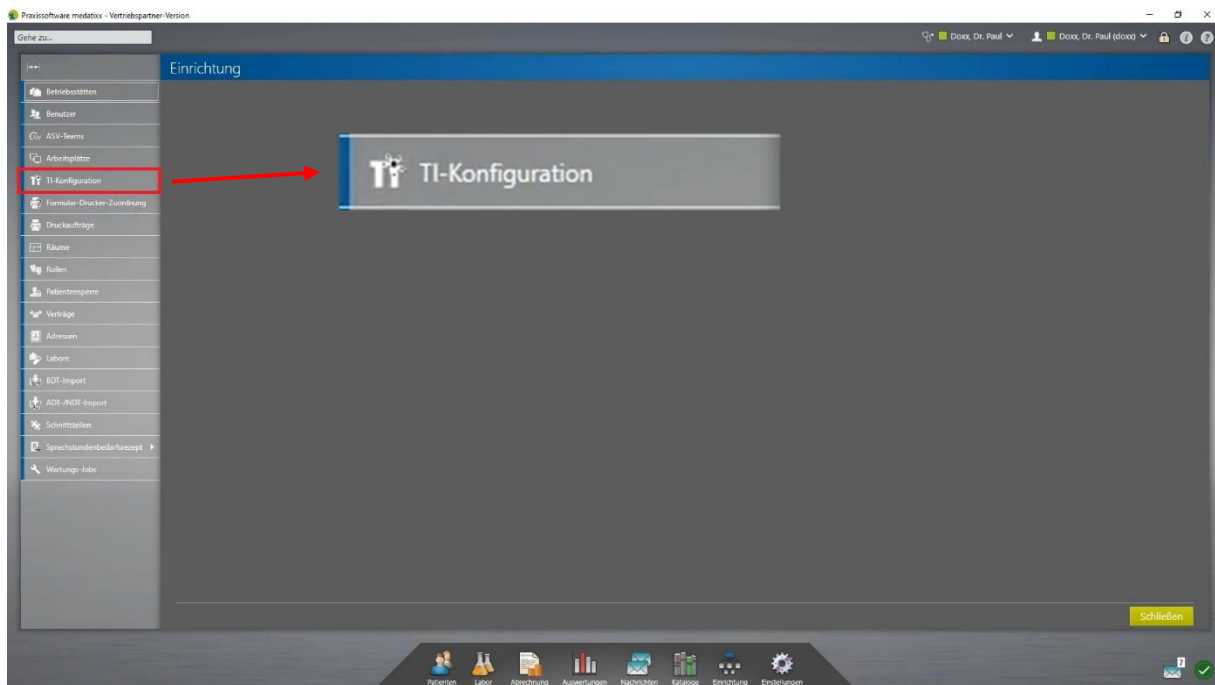 Praxissoftware medatixx - Vertriebspartner-Version
Gehe zu...
Doxx, Dr. Paul
Doxx, Dr. Paul (doxx)
Einrichtung
Betriebsstätten
Benutzer
ASV-Teams
Arbeitsplätze
TI-Konfiguration
TI-Konfiguration
Formular-Drucker-Zuordnung
Druckaufträge
Räume
Rollen
Patientensperre
Verträge
Adressen
Labore
BDT-Import
ADT-/NDT-Import
Schnittstellen
Sprechstundenbedarfsrezept
Wartungs-Jobs
Schließen
Patienten Labor Abrechnung Auswertungen Nachrichten Kataloge Einrichtung Einstellungen
7